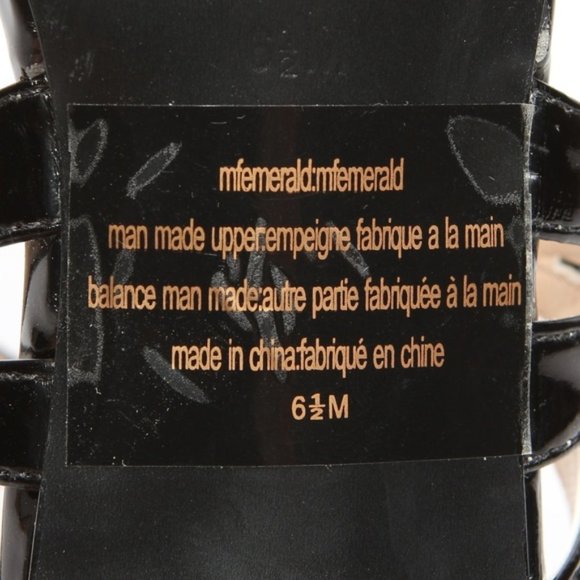 mfemerald:mfemerald
man made upper:empeigne fabrique a la main
balance man made:autre partie fabriquée à la main
made in china:fabriqué en chine
6½M